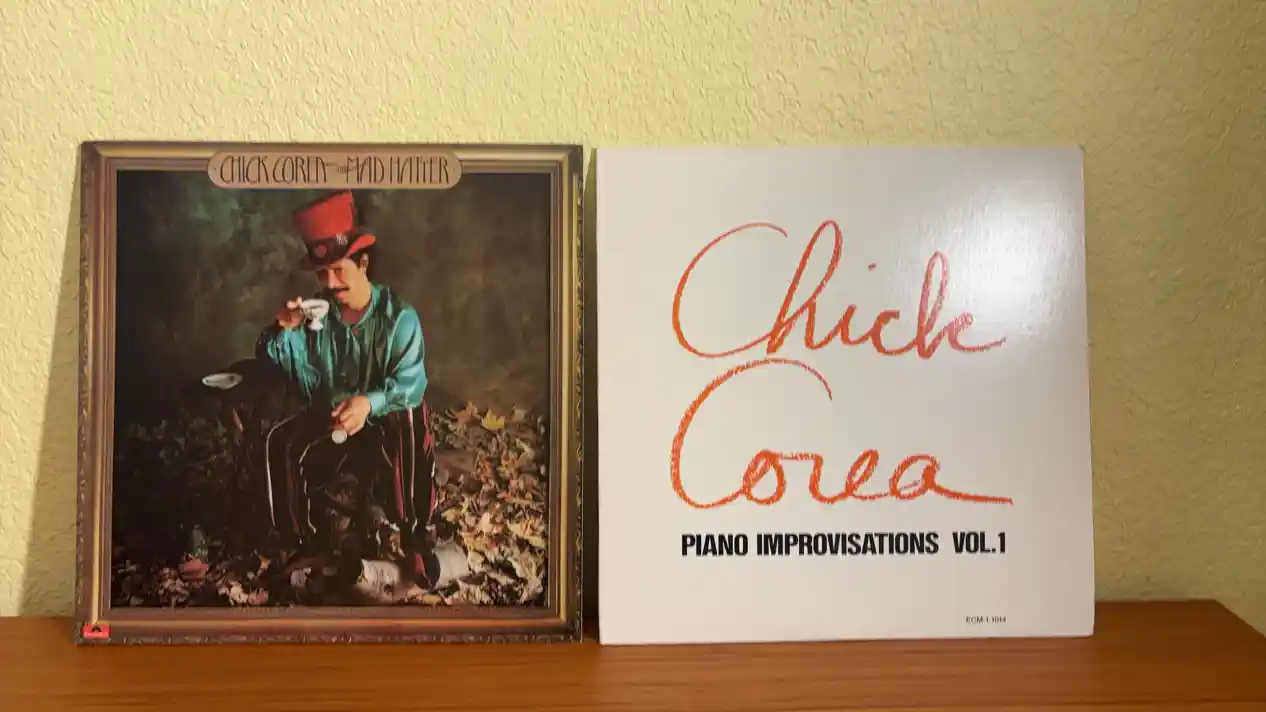 CHICK COREA THE MAD HATTER
Chick
Corea
PIANO IMPROVISATIONS VOL.1
ECM-1-1014